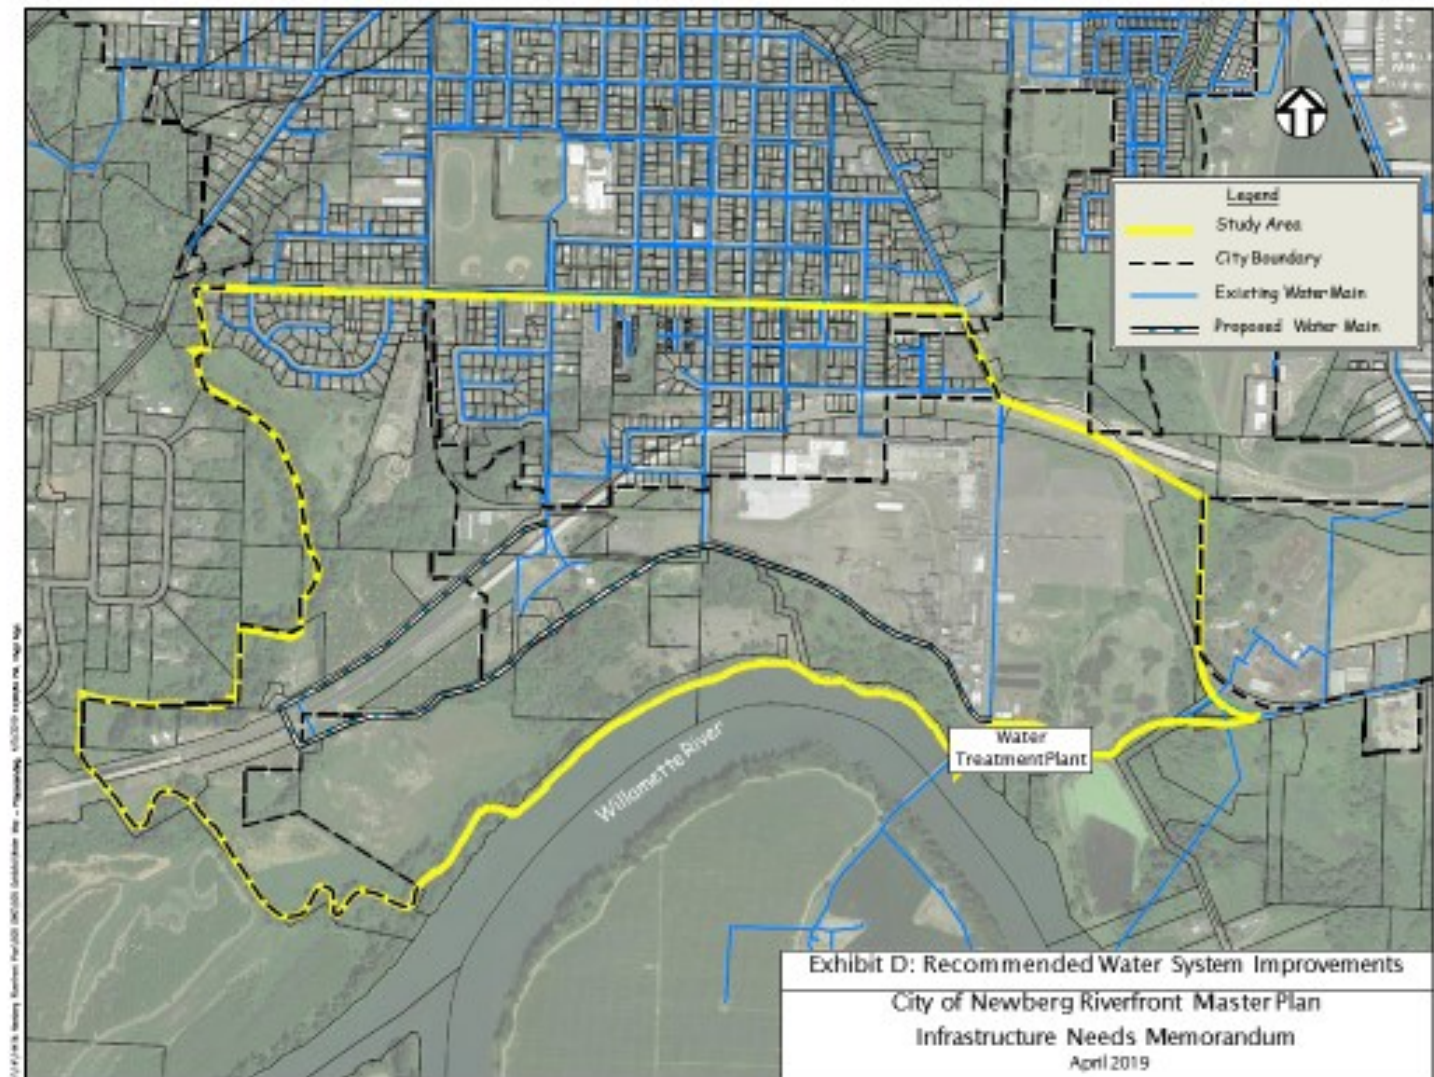 Legend
Study Area
City Boundary
Existing Water Main
Proposed Water Main
Willamette River
Water
Treatment Plant
Exhibit D: Recommended Water System Improvements
City of Newberg Riverfront Master Plan
Infrastructure Needs Memorandum
April 2019